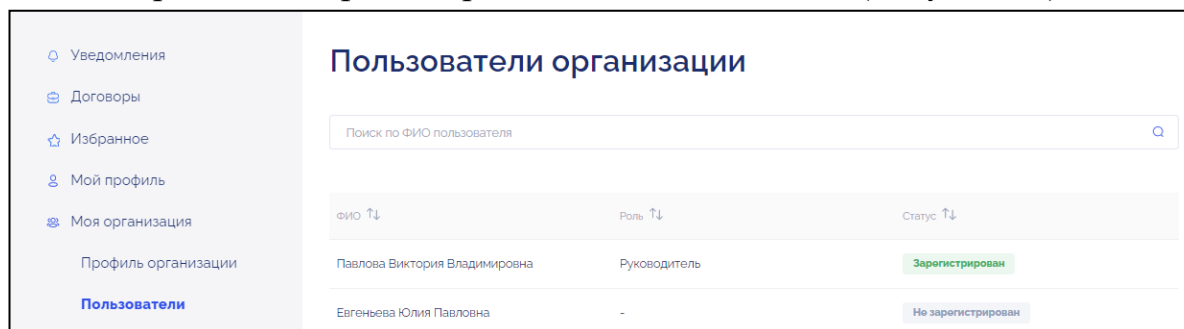 Уведомления
Договоры
Избранное
Мой профиль
Моя организация
Профиль организации
Пользователи
Пользователи организации
Поиск по ФИО пользователя
ФИО Роль Статус
Павлова Виктория Владимировна Руководитель Зарегистрирован
Евгеньева Юлия Павловна - Не зарегистрирован